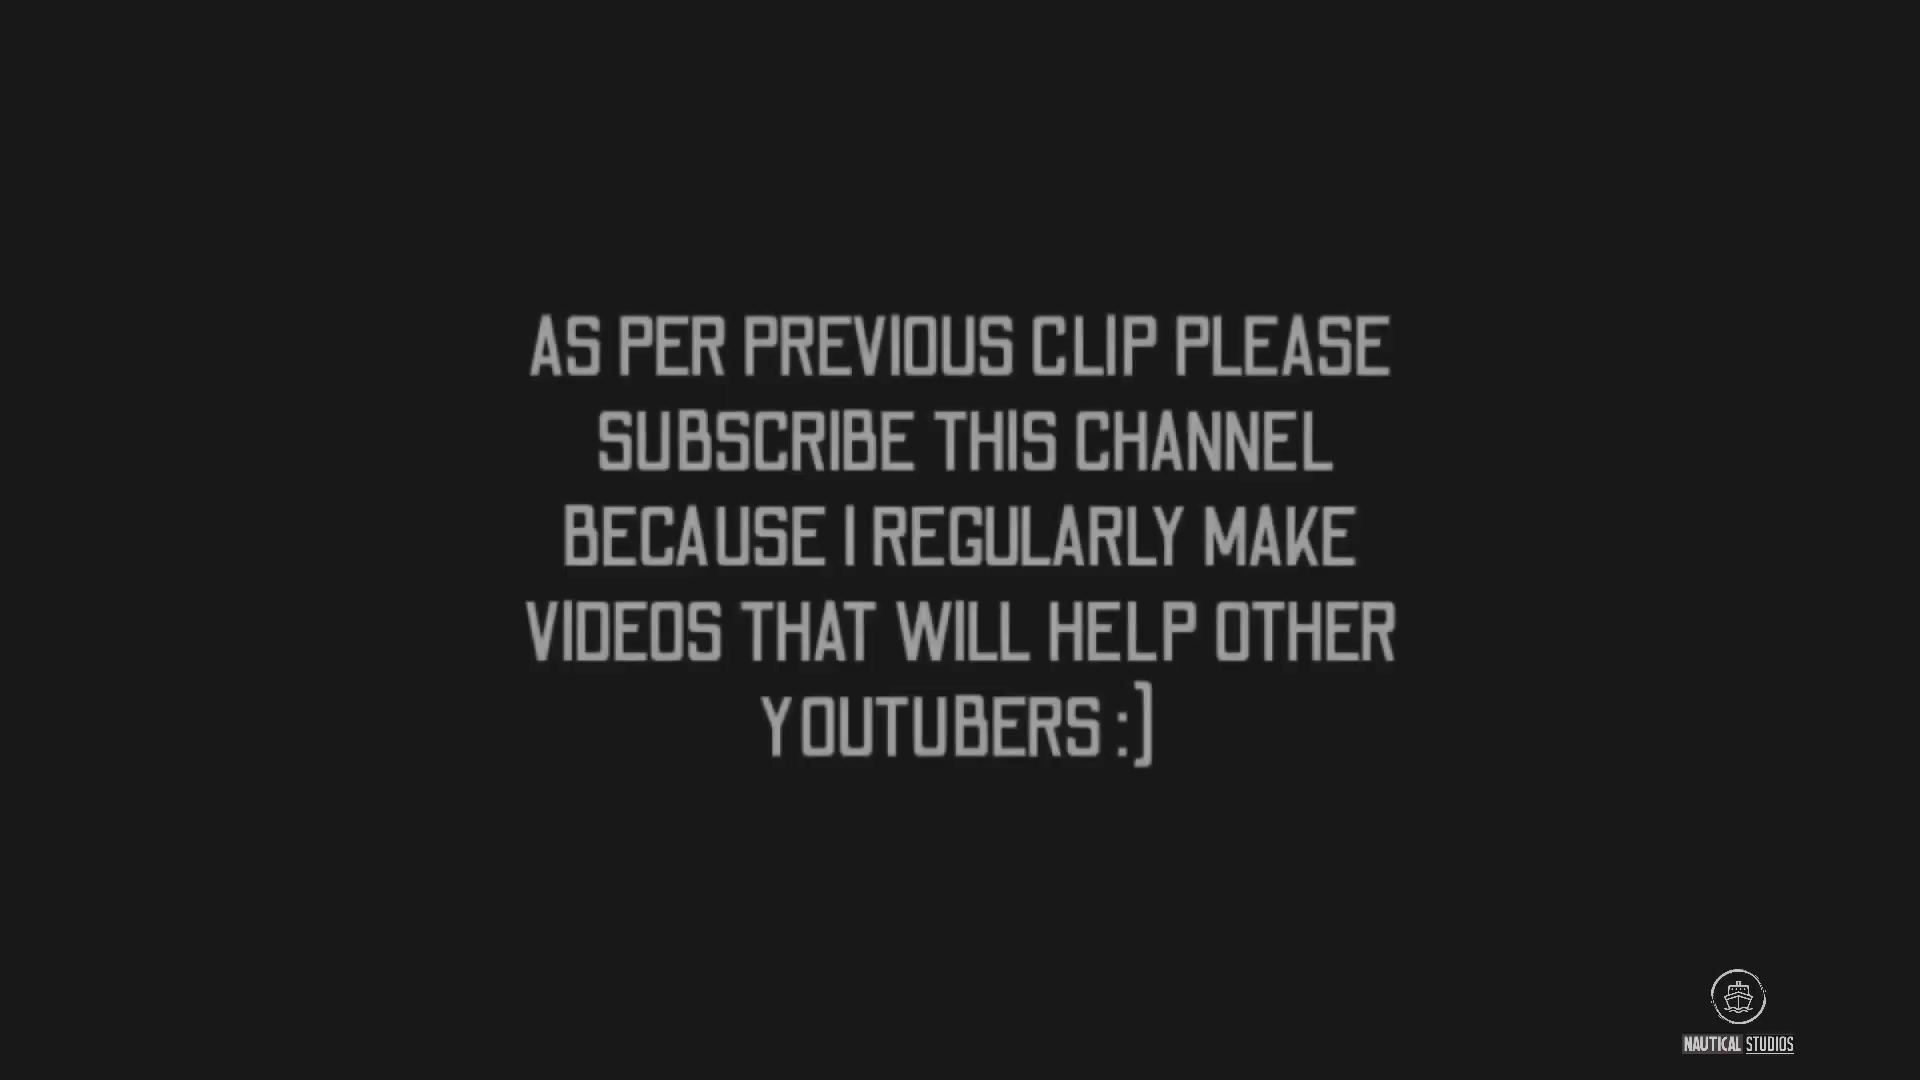 AS PER PREVIOUS CLIP PLEASE
SUBSCRIBE THIS CHANNEL
BECAUSE I REGULARLY MAKE
VIDEOS THAT WILL HELP OTHER
YOUTUBERS :)
NAUTICAL STUDIOS